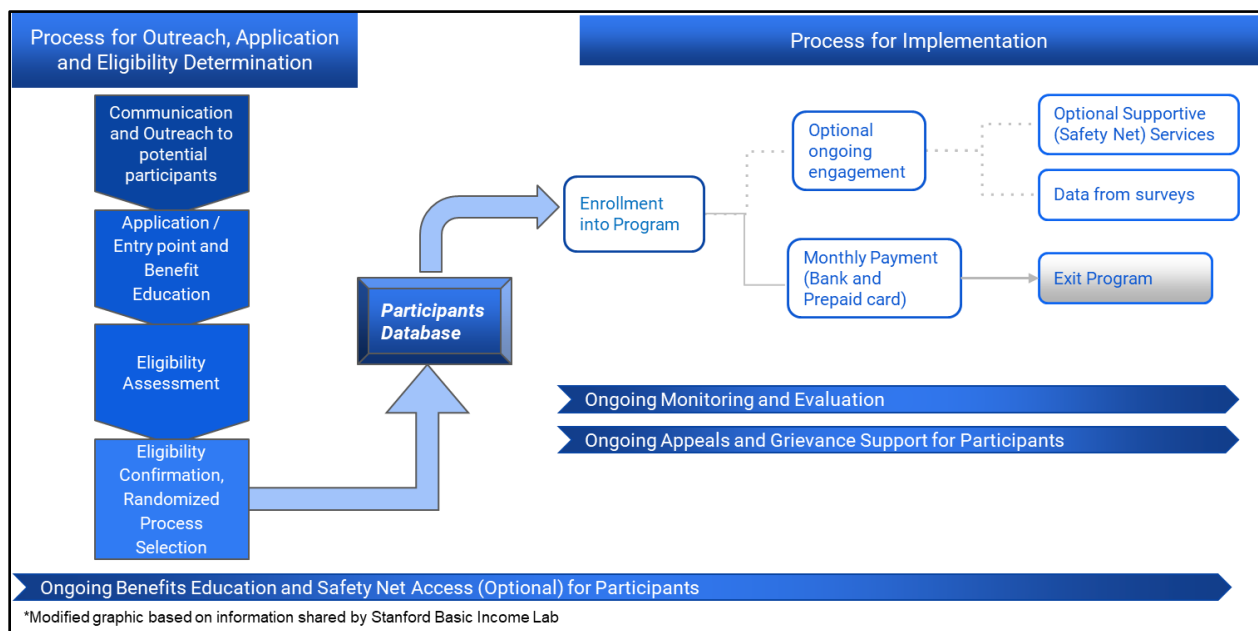 Process for Outreach, Application
and Eligibility Determination
Communication
and Outreach to
potential
participants
Application /
Entry point and
Benefit
Education
Eligibility
Assessment
Eligibility
Confirmation,
Randomized
Process
Selection
Participants
Database
Process for Implementation
Enrollment
into Program
Optional
ongoing
engagement
Optional Supportive
(Safety Net) Services
Data from surveys
Monthly Payment
(Bank and
Prepaid card)
Exit Program
Ongoing Monitoring and Evaluation
Ongoing Appeals and Grievance Support for Participants
Ongoing Benefits Education and Safety Net Access (Optional) for Participants
*Modified graphic based on information shared by Stanford Basic Income Lab